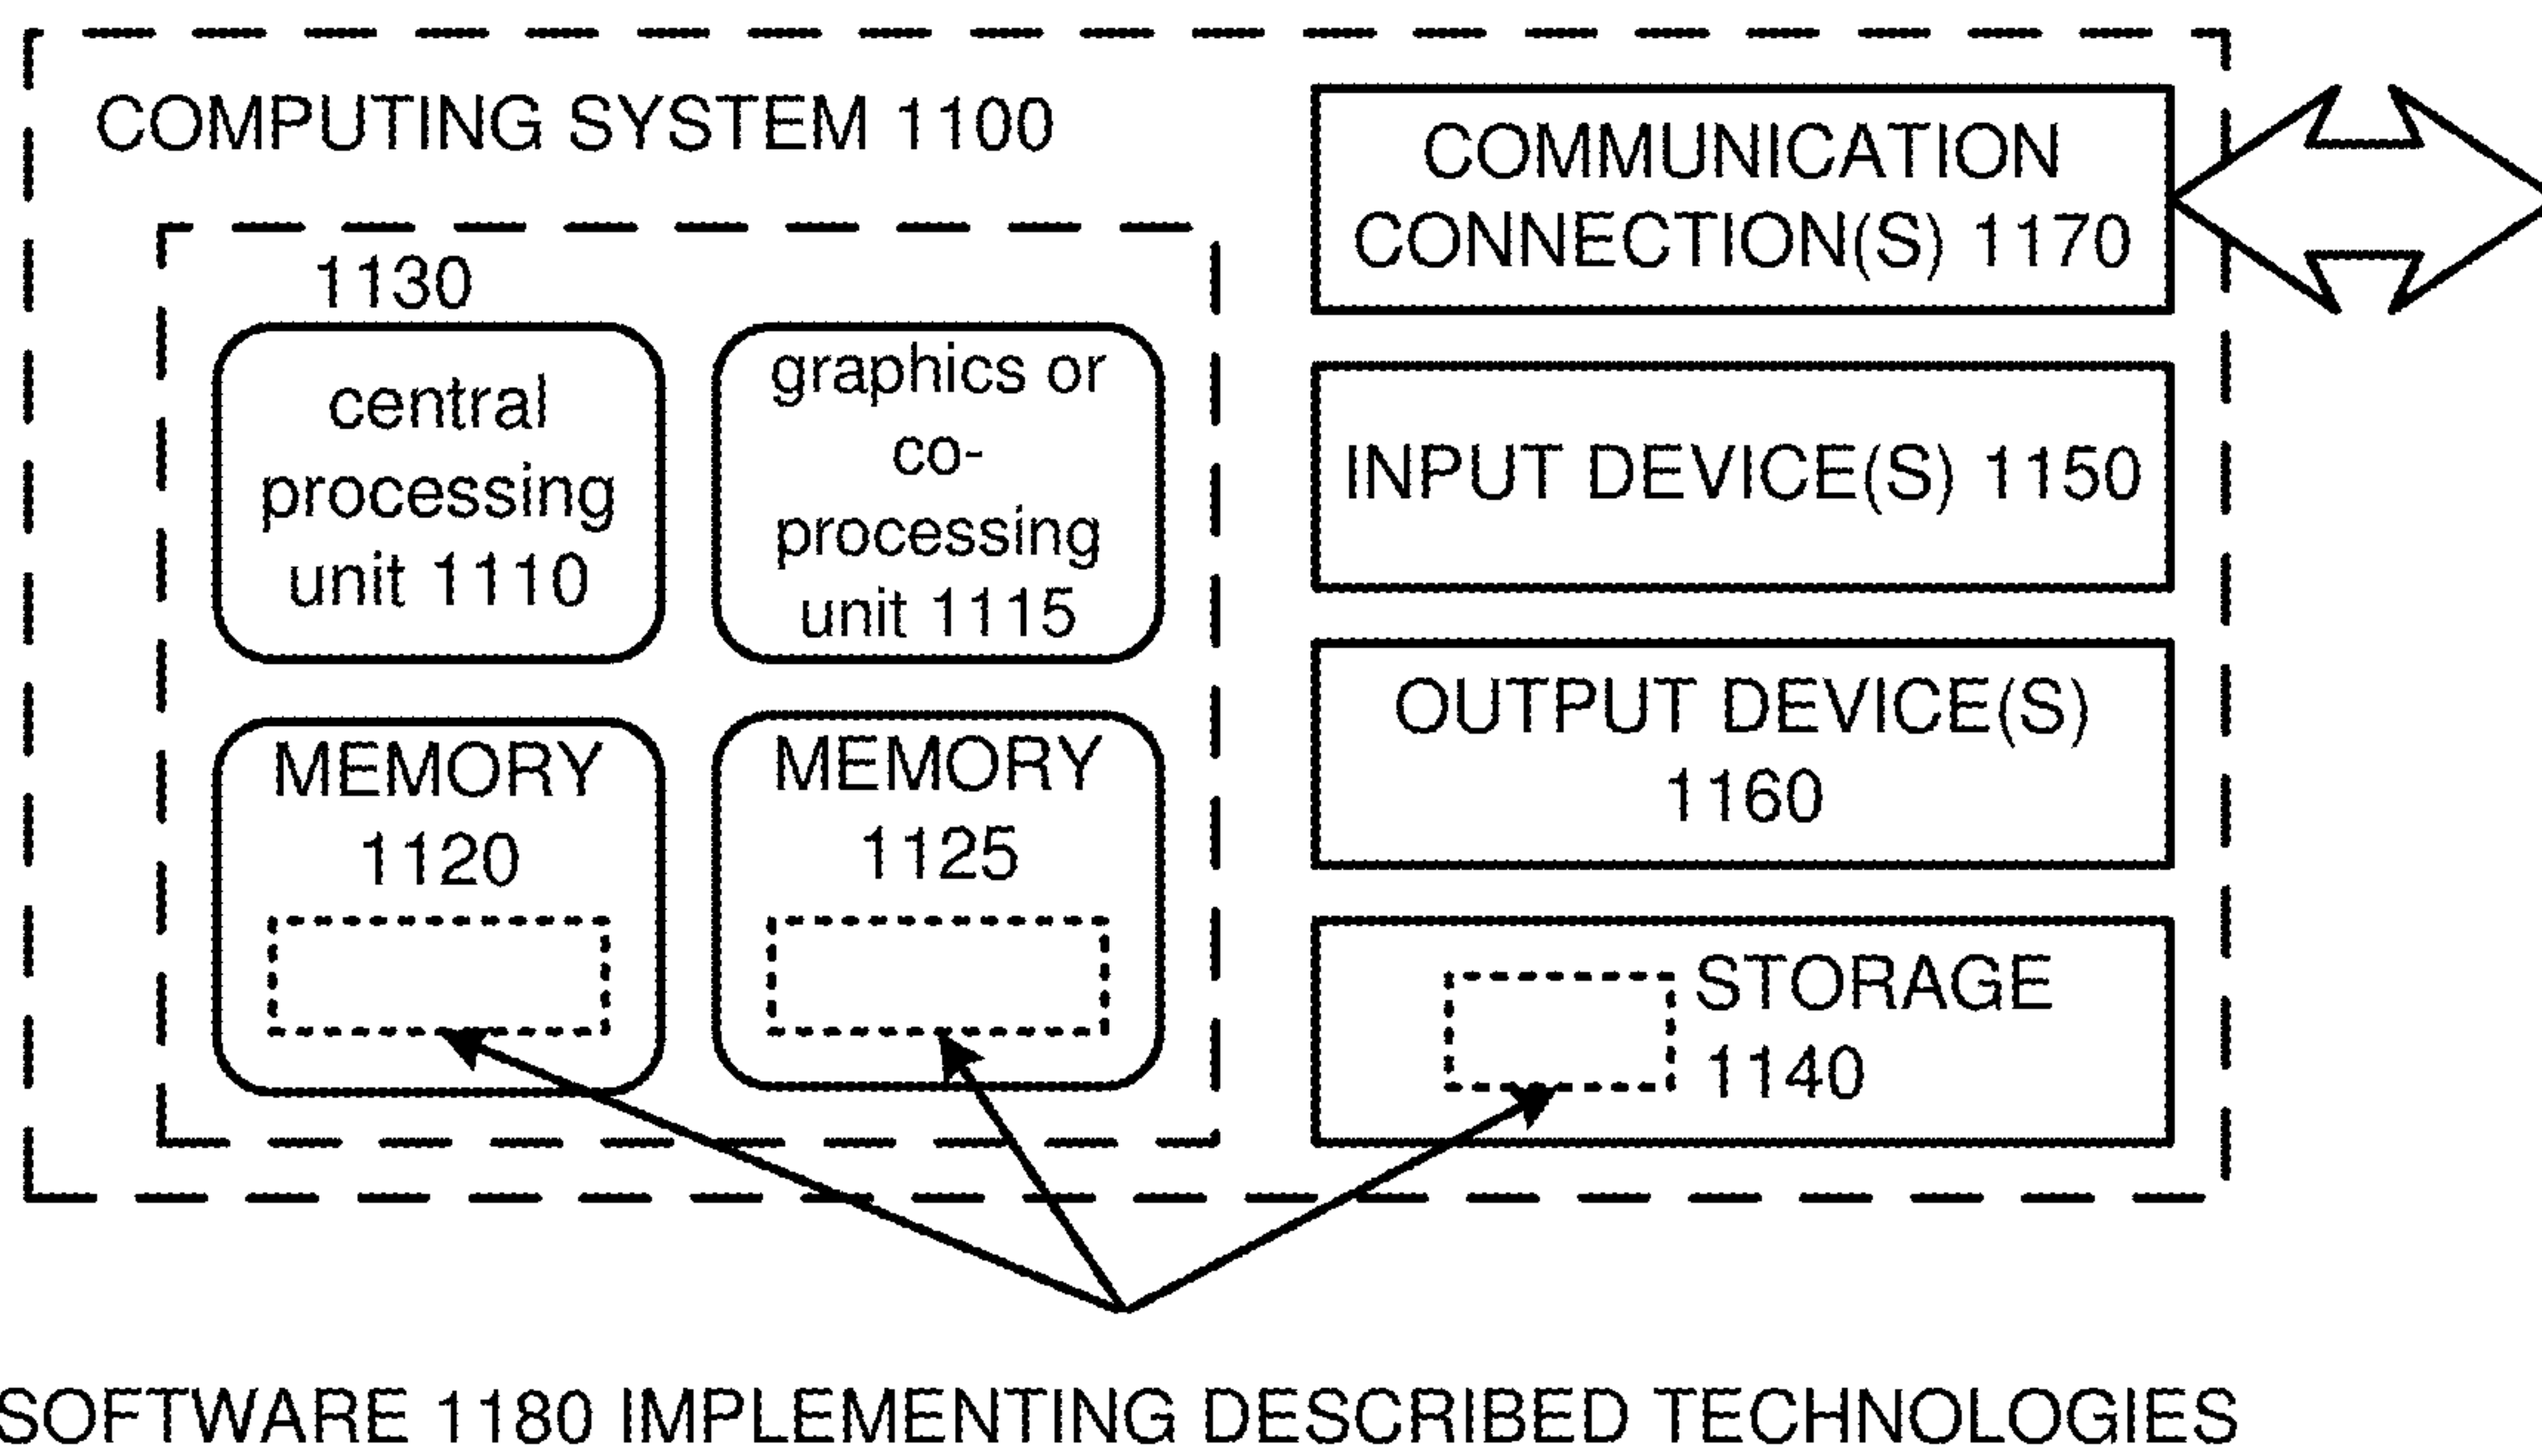 COMPUTING SYSTEM 1100
1130
central
processing
unit 1110
graphics or
co-
processing
unit 1115
MEMORY
1120
MEMORY
1125
COMMUNICATION
CONNECTION(S) 1170
INPUT DEVICE(S) 1150
OUTPUT DEVICE(S)
1160
STORAGE
1140
SOFTWARE 1180 IMPLEMENTING DESCRIBED TECHNOLOGIES